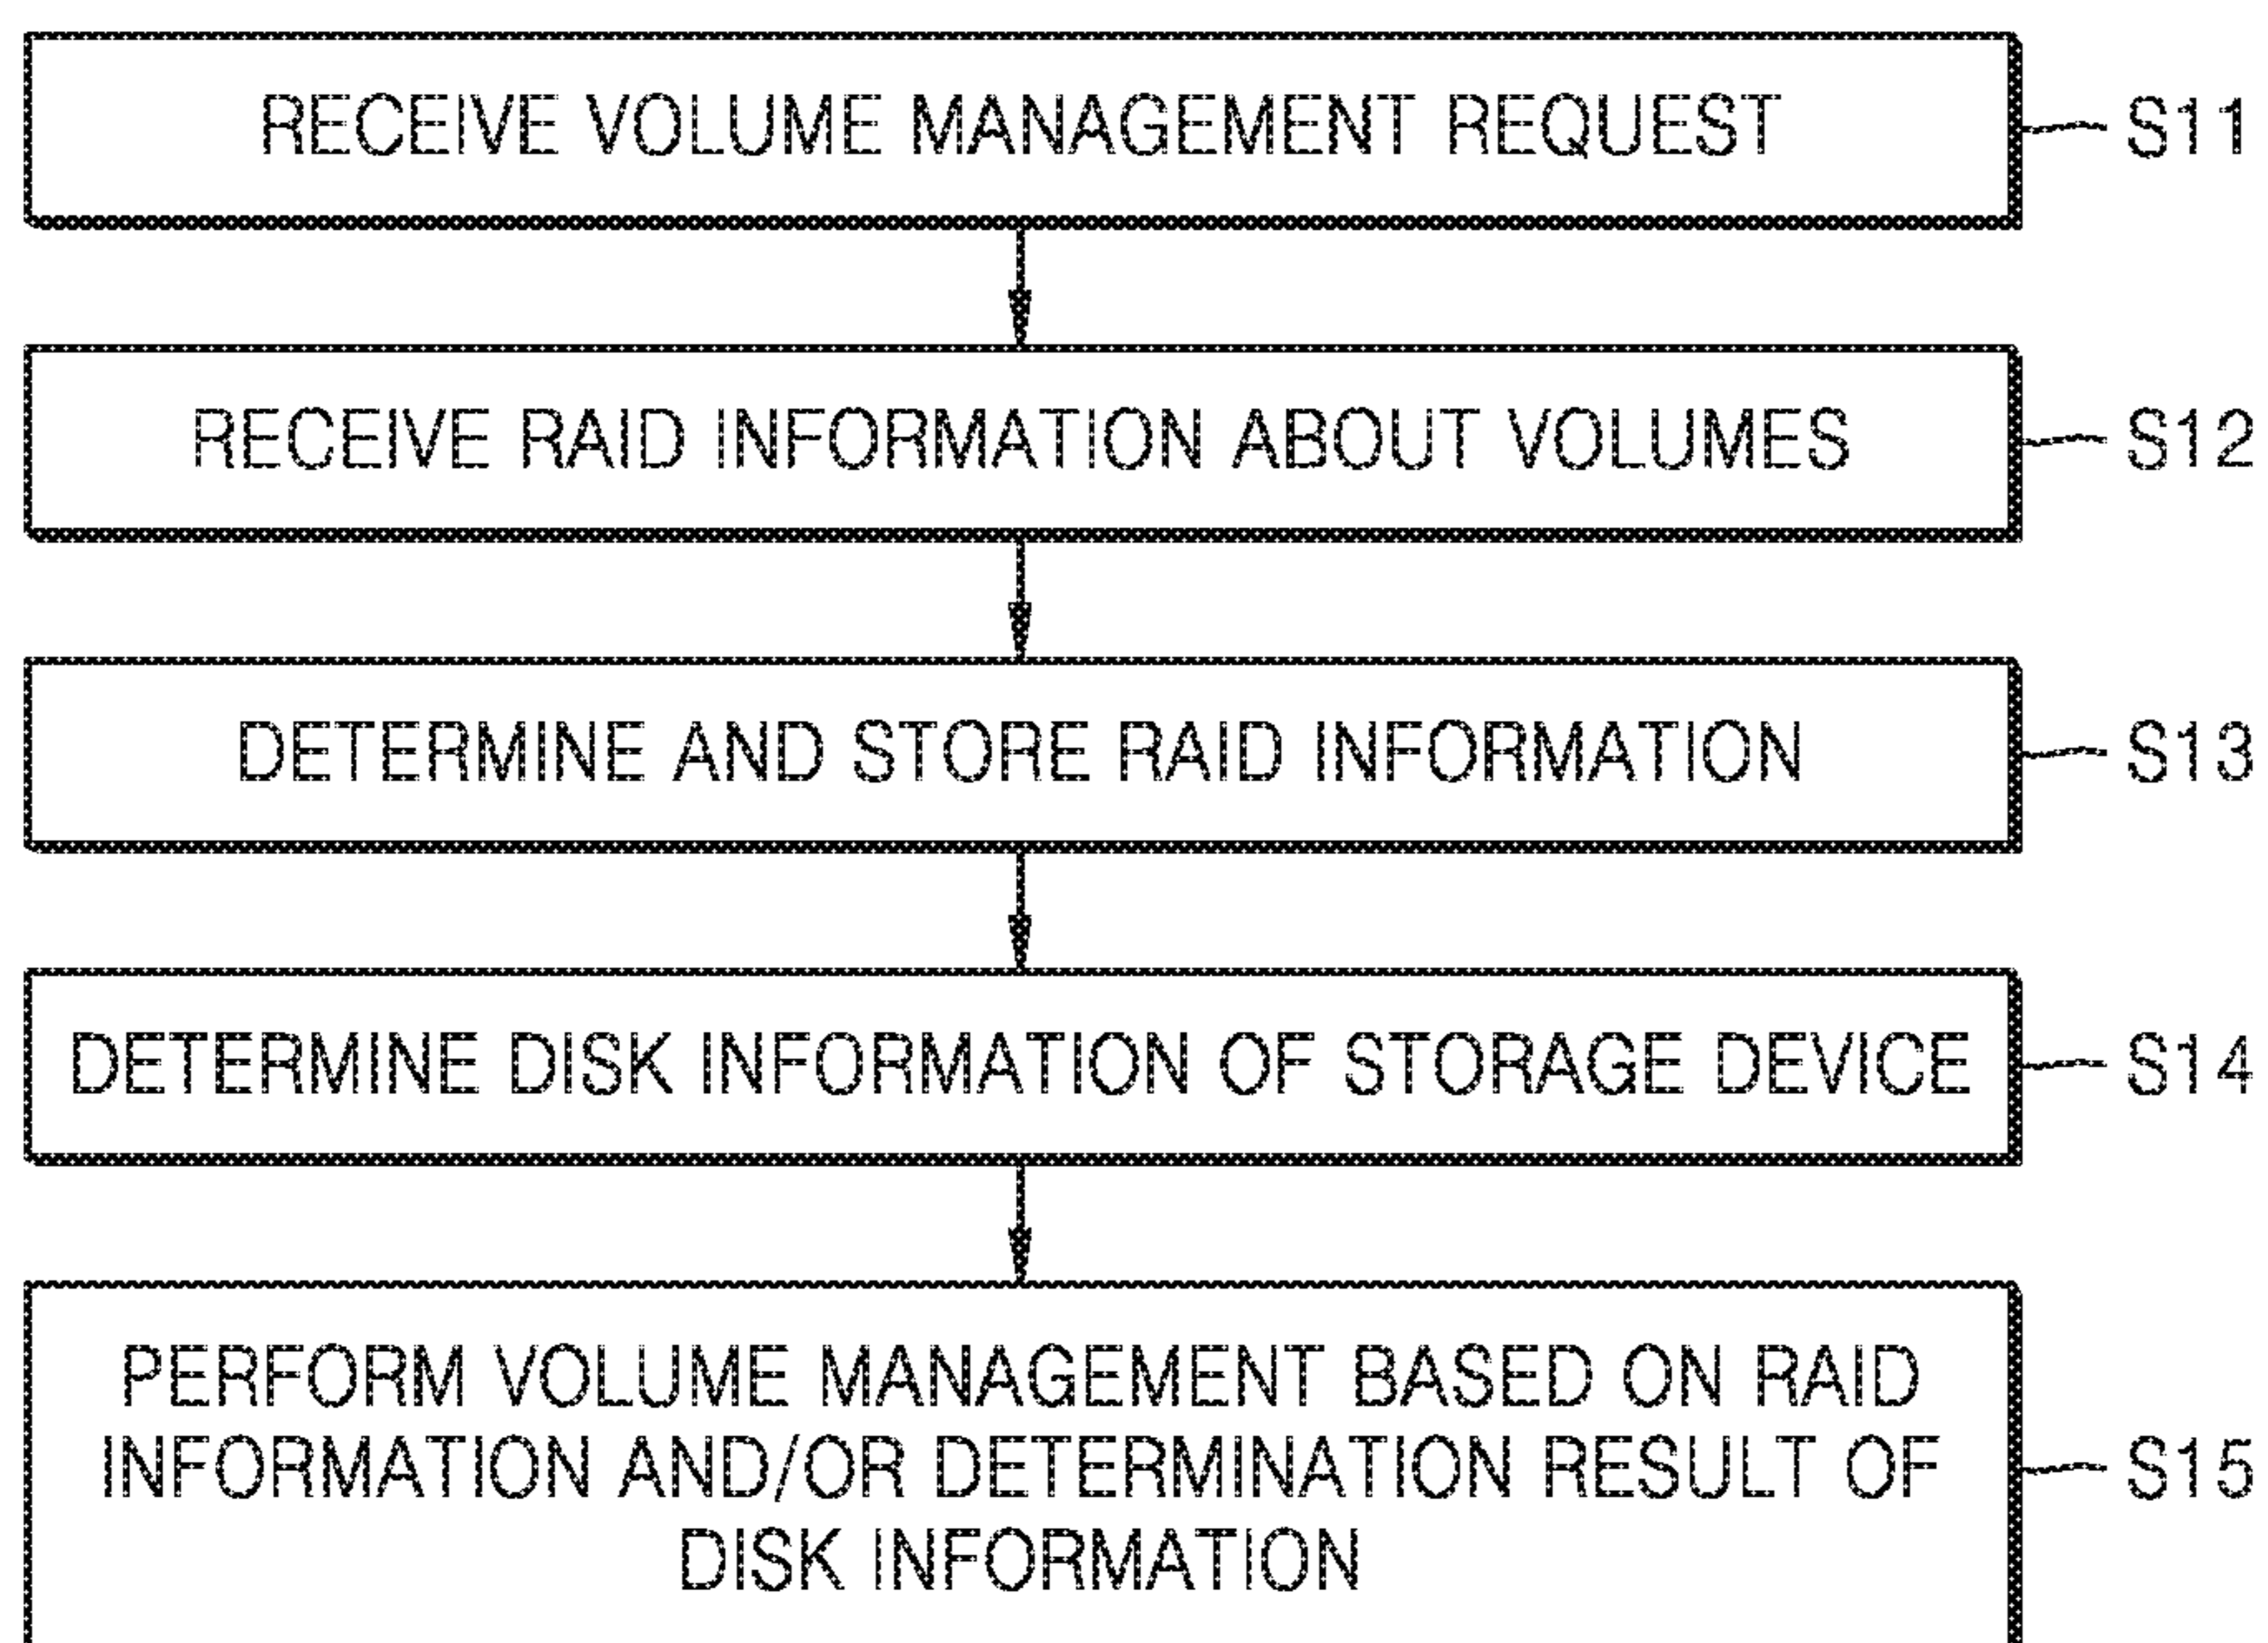 RECEIVE VOLUME MANAGEMENT REQUEST
S11
RECEIVE RAID INFORMATION ABOUT VOLUMES
S12
DETERMINE AND STORE RAID INFORMATION
S13
DETERMINE DISK INFORMATION OF STORAGE DEVICE
S14
PERFORM VOLUME MANAGEMENT BASED ON RAID
INFORMATION AND/OR DETERMINATION RESULT OF
DISK INFORMATION
S15